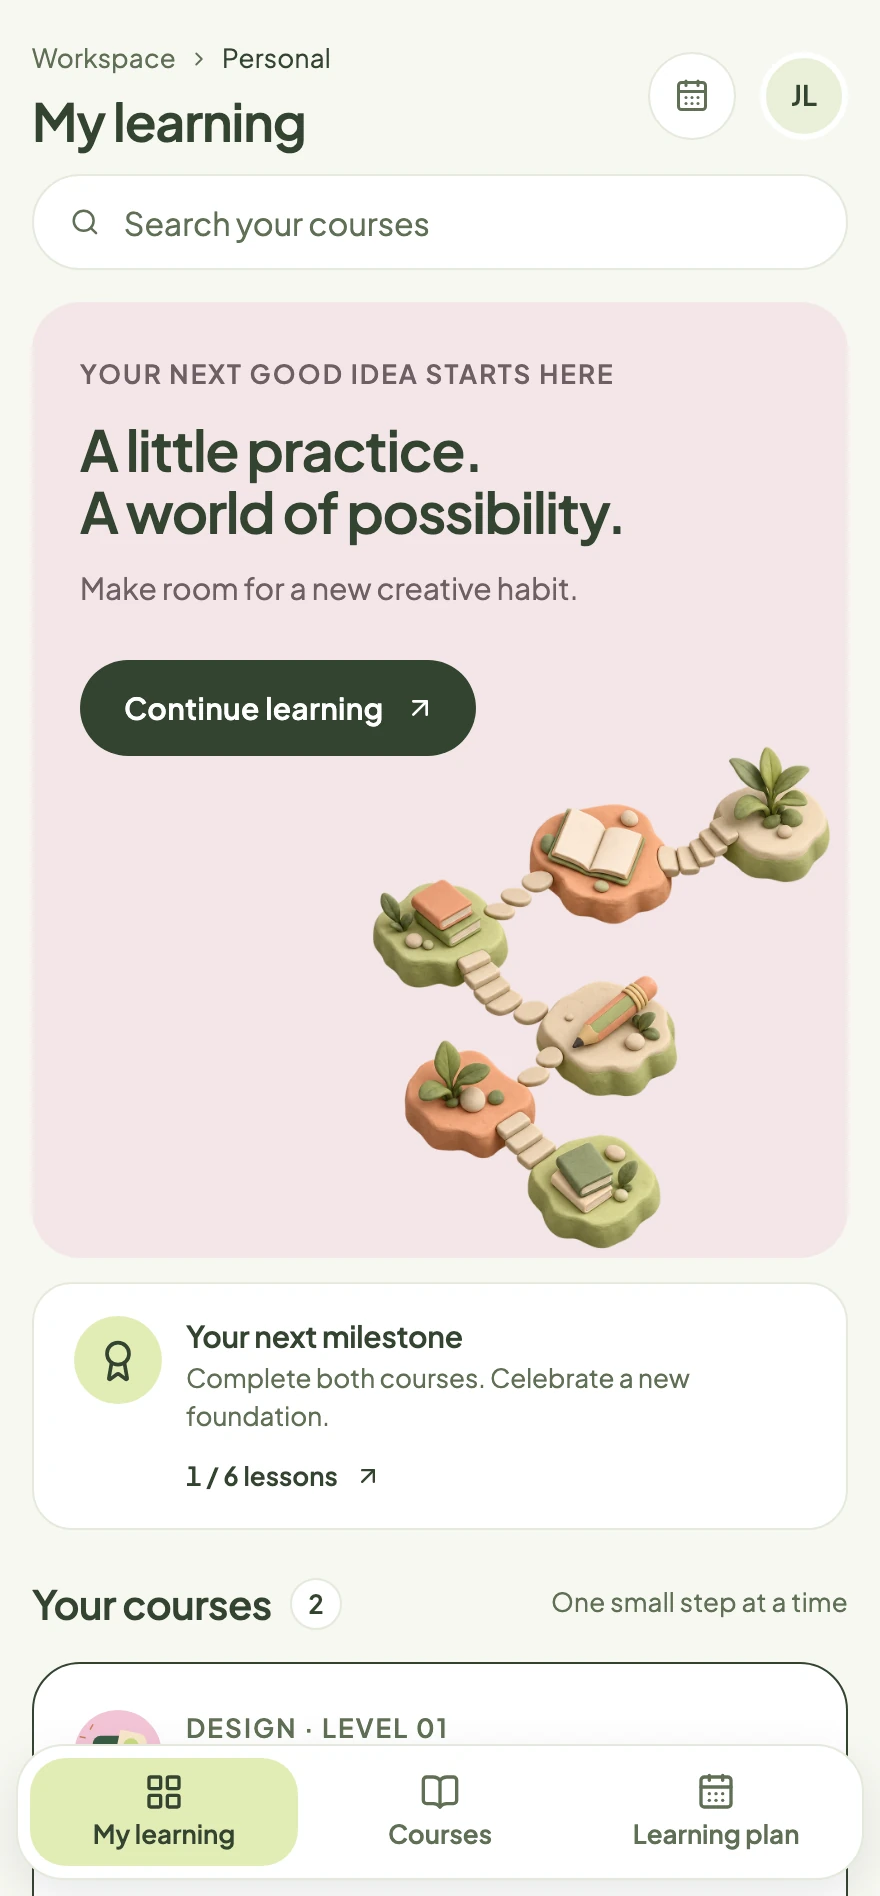 Workspace > Personal
My learning
JL
Search your courses
YOUR NEXT GOOD IDEA STARTS HERE
A little practice.
A world of possibility.
Make room for a new creative habit.
Continue learning
Your next milestone
Complete both courses. Celebrate a new
foundation.
1 / 6 lessons
Your courses 2
One small step at a time
DESIGN · LEVEL 01
My learning
Courses
Learning plan